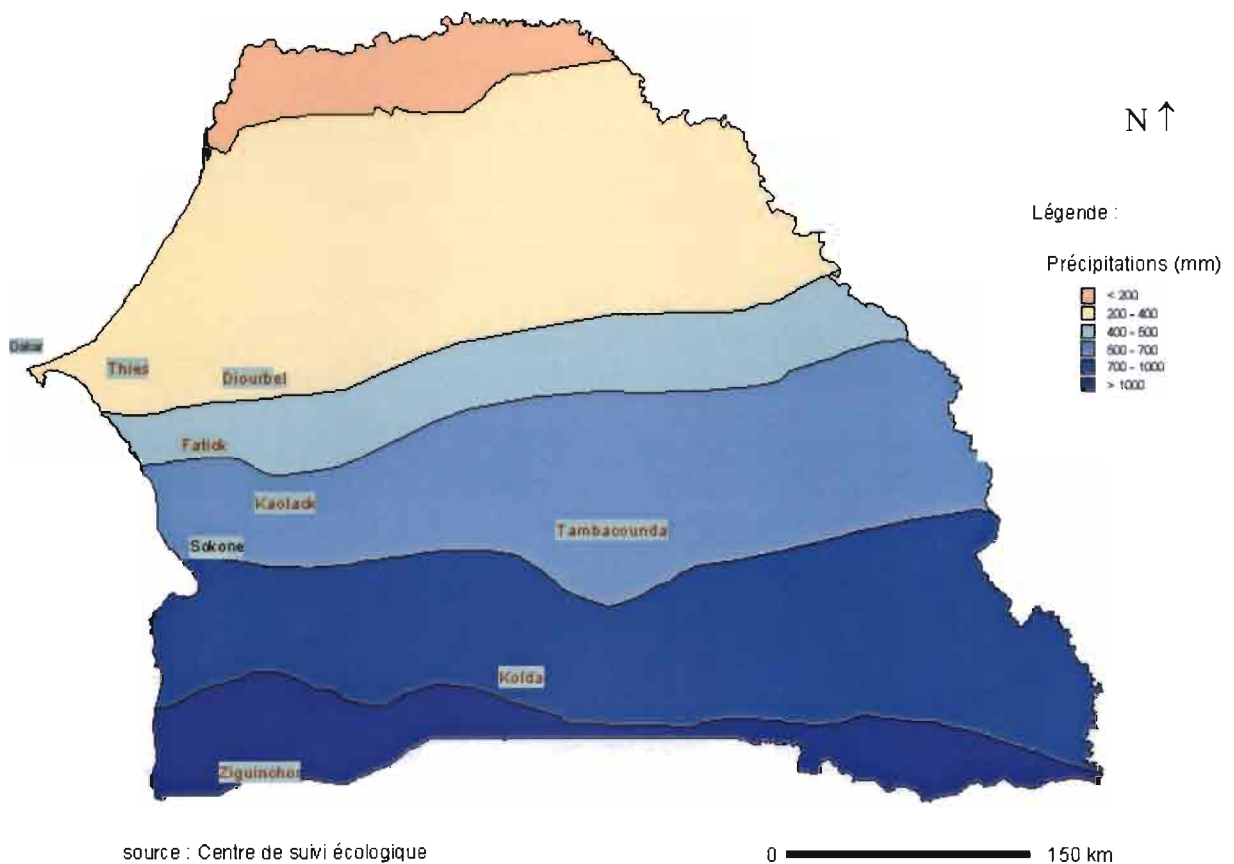 N ↑
Légende :
Précipitations (mm)
< 200
200 - 400
400 - 500
500 - 700
700 - 1000
> 1000
Dakar
Thies
Diourbel
Fatick
Kaolack
Tambacounda
Sokone
Kolda
Ziguinchor
source : Centre de suivi écologique
0 150 km